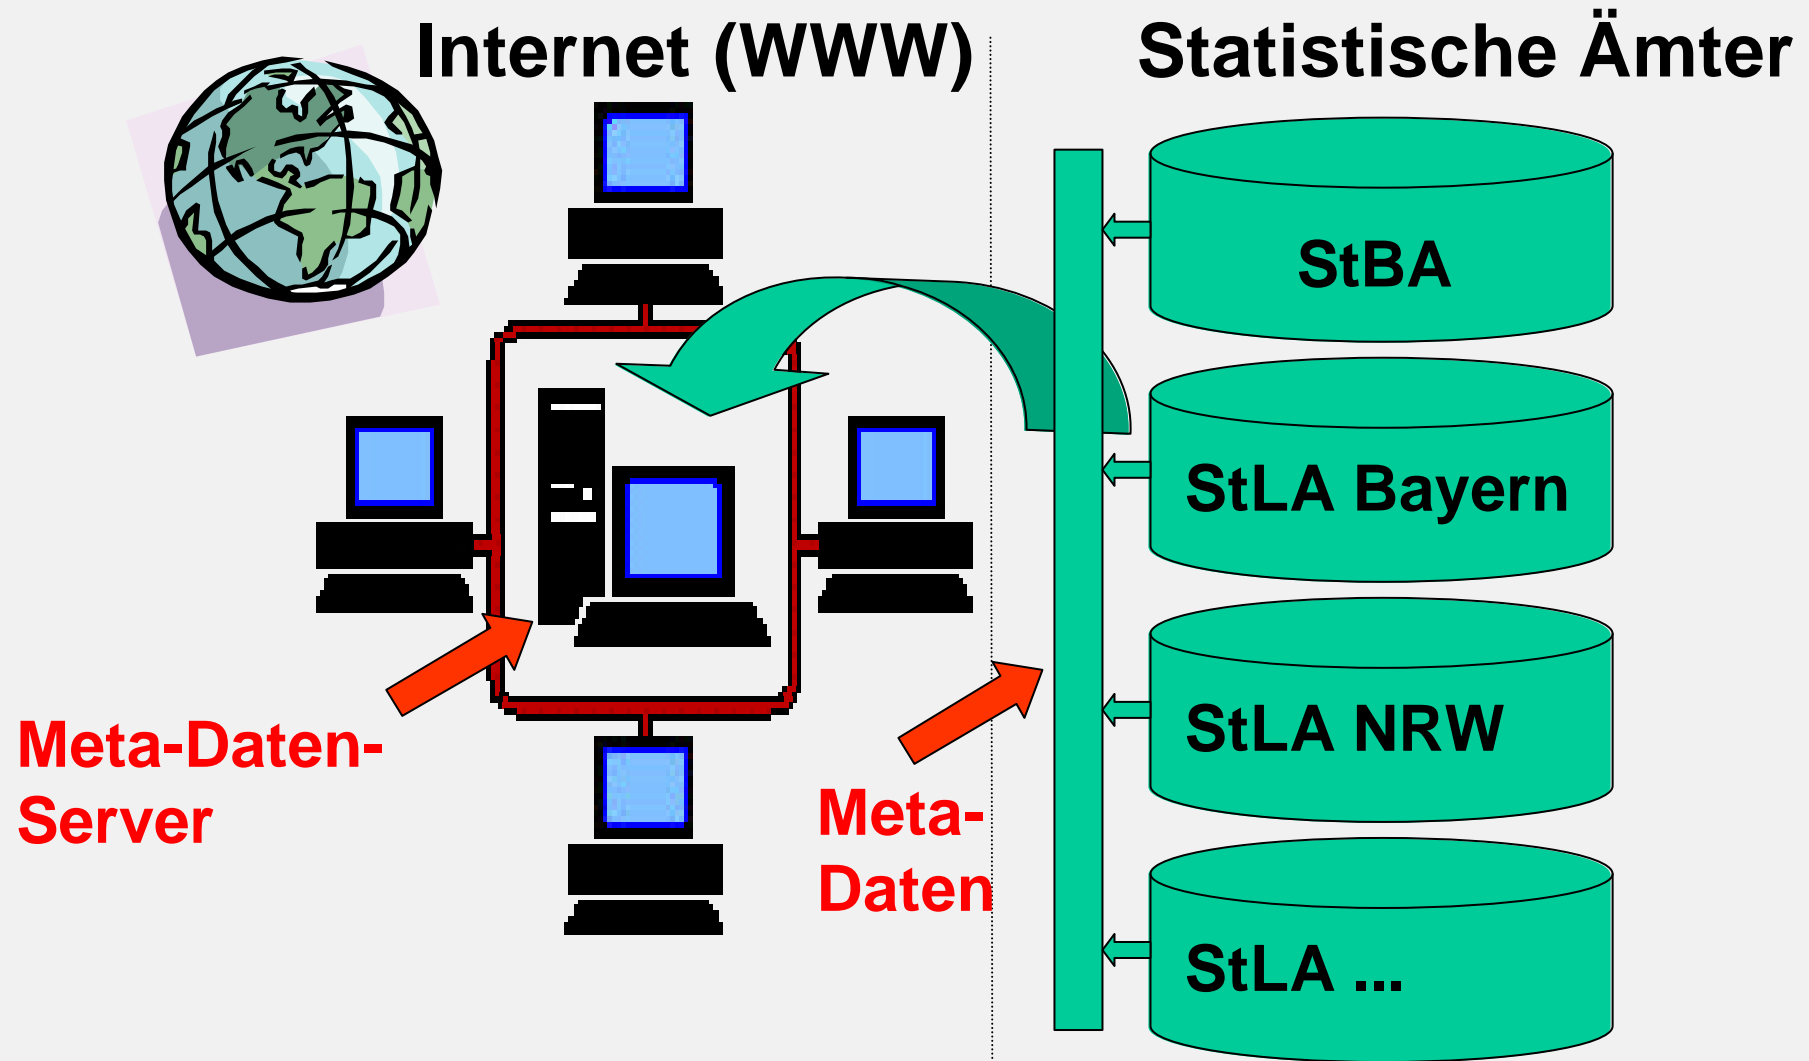 Internet (WWW)
Statistische Ämter
StBA
StLA Bayern
StLA NRW
StLA ...
Meta-Daten-
Server
Meta-
Daten